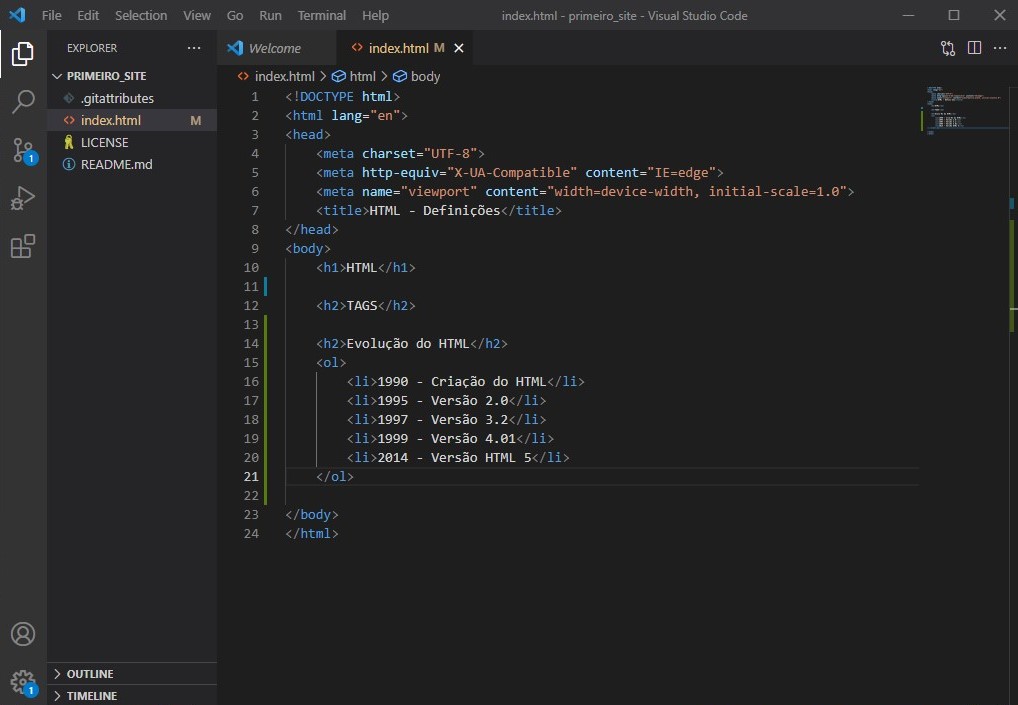 File Edit Selection View Go Run Terminal Help index.html - primeiro_site - Visual Studio Code
EXPLORER
PRIMEIRO_SITE
.gitattributes
index.html M
LICENSE
README.md
OUTLINE
TIMELINE
1
1
Welcome index.html M
index.html > html > body
1 <!DOCTYPE html>
2 <html lang="en">
3 <head>
4 <meta charset="UTF-8">
5 <meta http-equiv="X-UA-Compatible" content="IE=edge">
6 <meta name="viewport" content="width=device-width, initial-scale=1.0">
7 <title>HTML - Definições</title>
8 </head>
9 <body>
10 <h1>HTML</h1>
11
12 <h2>TAGS</h2>
13
14 <h2>Evolução do HTML</h2>
15 <ol>
16 <li>1990 - Criação do HTML</li>
17 <li>1995 - Versão 2.0</li>
18 <li>1997 - Versão 3.2</li>
19 <li>1999 - Versão 4.01</li>
20 <li>2014 - Versão HTML 5</li>
21 </ol>
22
23 </body>
24 </html>